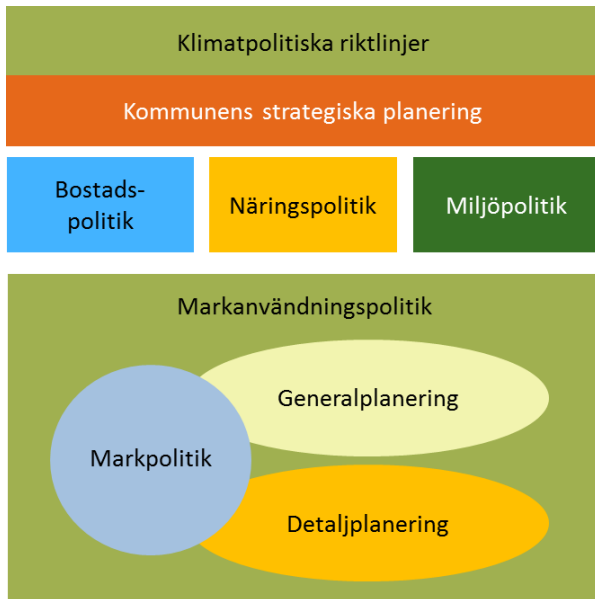 Klimatpolitiska riktlinjer
Kommunens strategiska planering
Bostads-
politik
Näringspolitik
Miljöpolitik
Markanvändningspolitik
Generalplanering
Markpolitik
Detaljplanering